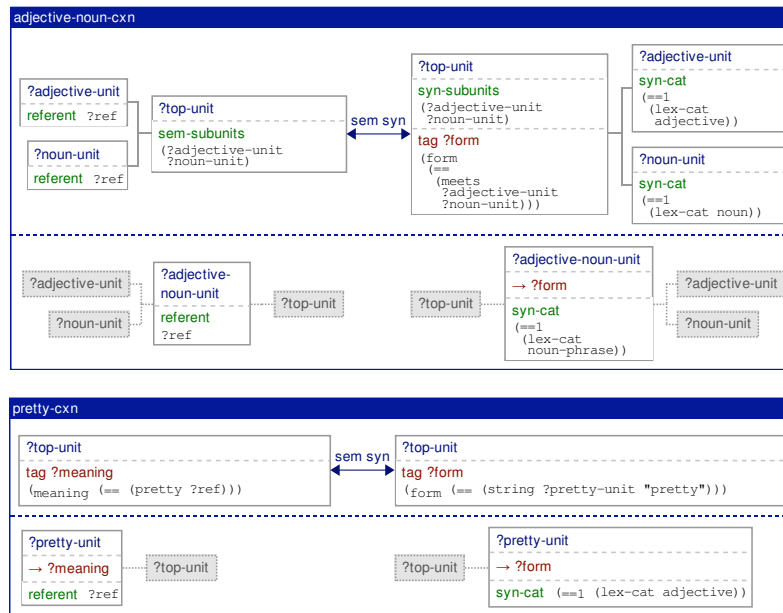 adjective-noun-cxn
?adjective-unit
referent ?ref
?noun-unit
referent ?ref
?top-unit
sem-subunits
(?adjective-unit
?noun-unit)
sem syn
?top-unit
syn-subunits
(?adjective-unit
?noun-unit)
tag ?form
(form
(==
(meets
?adjective-unit
?noun-unit)))
?adjective-unit
syn-cat
(==1
(lex-cat
adjective))
?noun-unit
syn-cat
(==1
(lex-cat noun))
?adjective-unit
?noun-unit
?adjective-
noun-unit
referent
?ref
?top-unit
?top-unit
?adjective-noun-unit
→ ?form
syn-cat
(==1
(lex-cat
noun-phrase))
?adjective-unit
?noun-unit
pretty-cxn
?top-unit
tag ?meaning
(meaning (== (pretty ?ref)))
sem syn
?top-unit
tag ?form
(form (== (string ?pretty-unit "pretty")))
?pretty-unit
→ ?meaning
referent ?ref
?top-unit
?top-unit
?pretty-unit
→ ?form
syn-cat (==1 (lex-cat adjective))